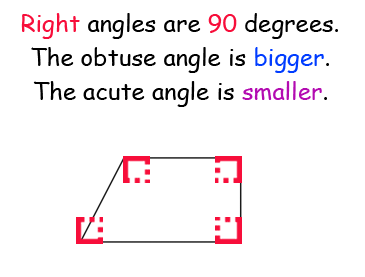 Right angles are 90 degrees.
The obtuse angle is bigger.
The acute angle is smaller.